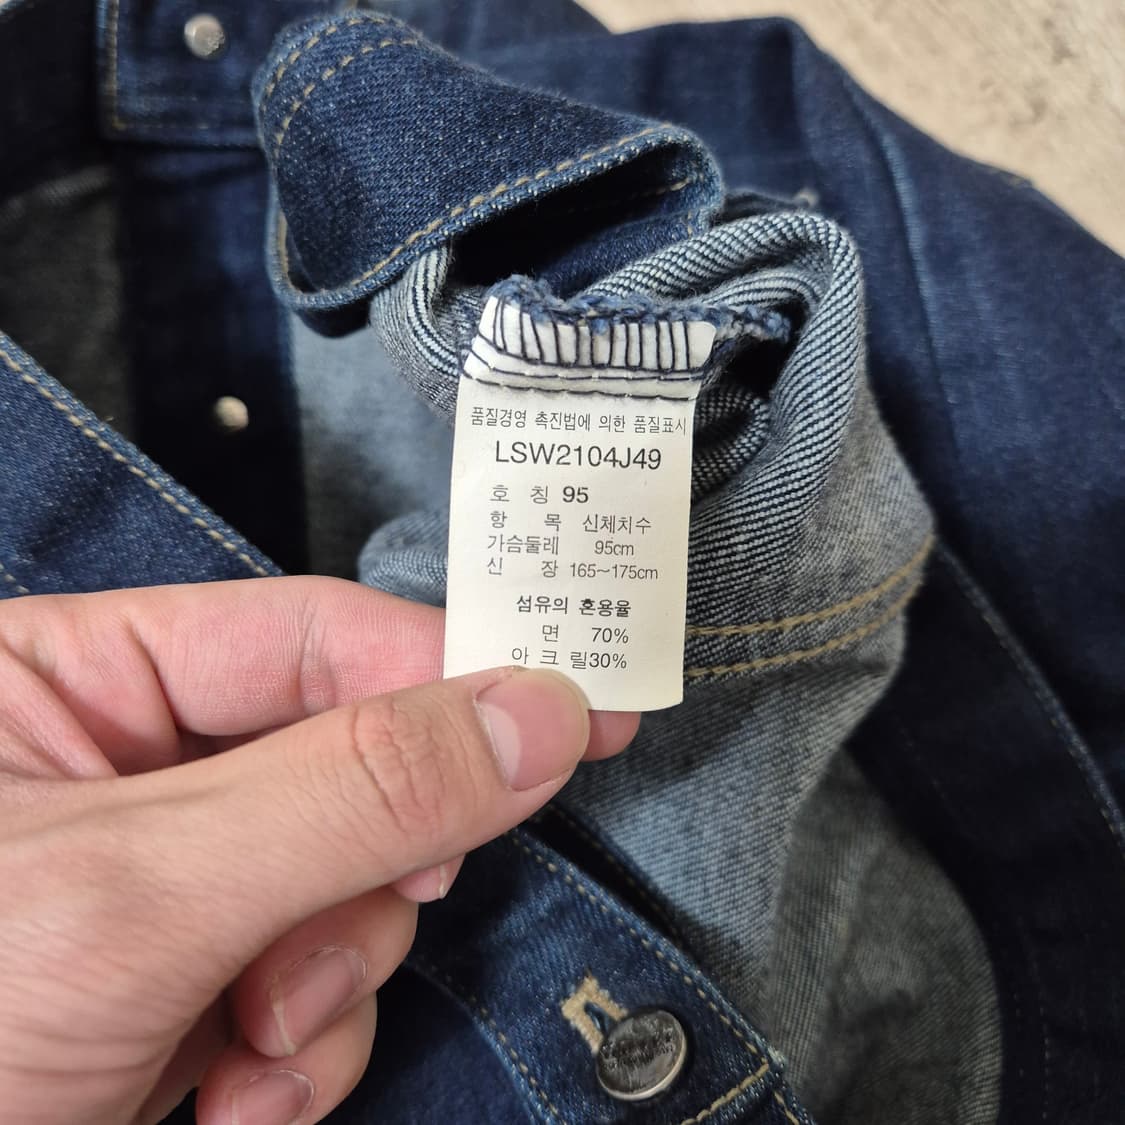 품질경영 촉진법에 의한 품질표시
LSW2104J49
호 칭 95
항 목 신체치수
가슴둘레 95cm
신 장 165~175cm
섬유의 혼용율
면 70%
아 크 릴30%